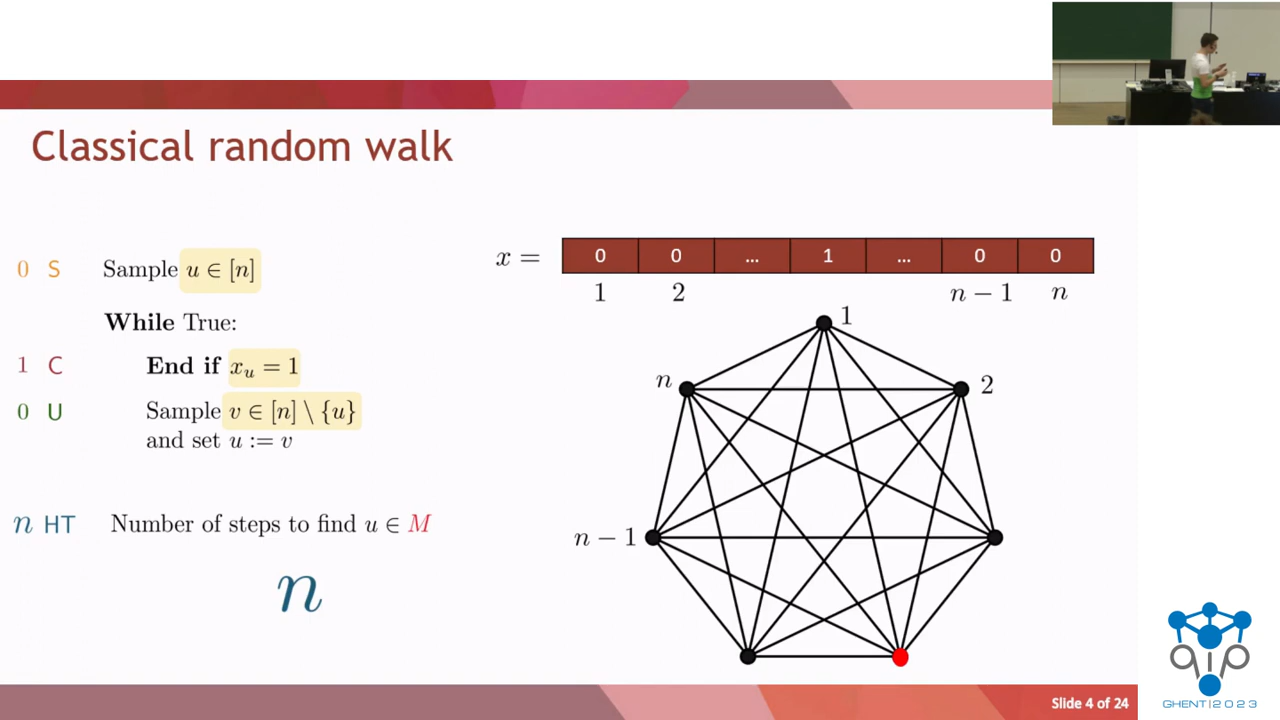 Classical random walk
0 S Sample u ∈ [n]
While True:
1 C End if xᵤ = 1
0 U Sample v ∈ [n] \ {u}
and set u := v
n HT Number of steps to find u ∈ M
n
x = 0 0 ... 1 ... 0 0
1 2 n − 1 n
1
n 2
n − 1
qip
GHENT|2023
Slide 4 of 24